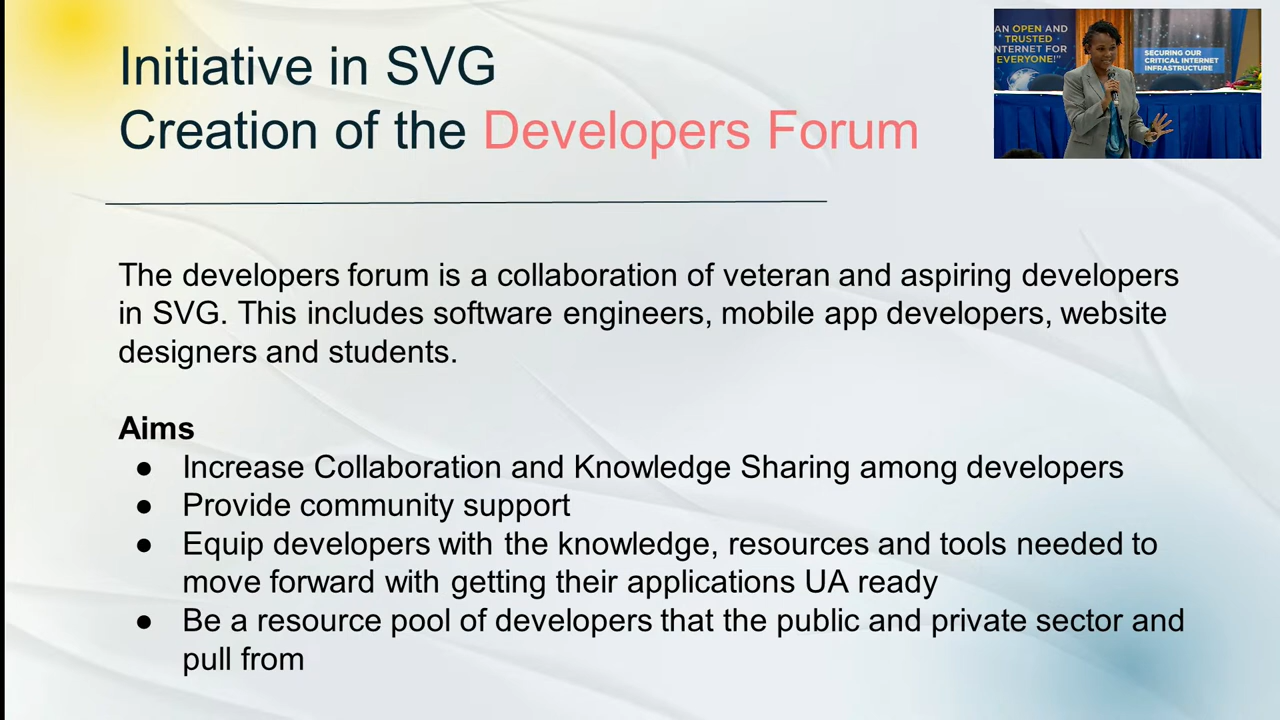 Initiative in SVG
Creation of the Developers Forum
AN OPEN AND
TRUSTED
INTERNET FOR
EVERYONE!"
SECURING OUR
CRITICAL INTERNET
INFRASTRUCTURE
The developers forum is a collaboration of veteran and aspiring developers
in SVG. This includes software engineers, mobile app developers, website
designers and students.
Aims
● Increase Collaboration and Knowledge Sharing among developers
● Provide community support
● Equip developers with the knowledge, resources and tools needed to
move forward with getting their applications UA ready
● Be a resource pool of developers that the public and private sector and
pull from